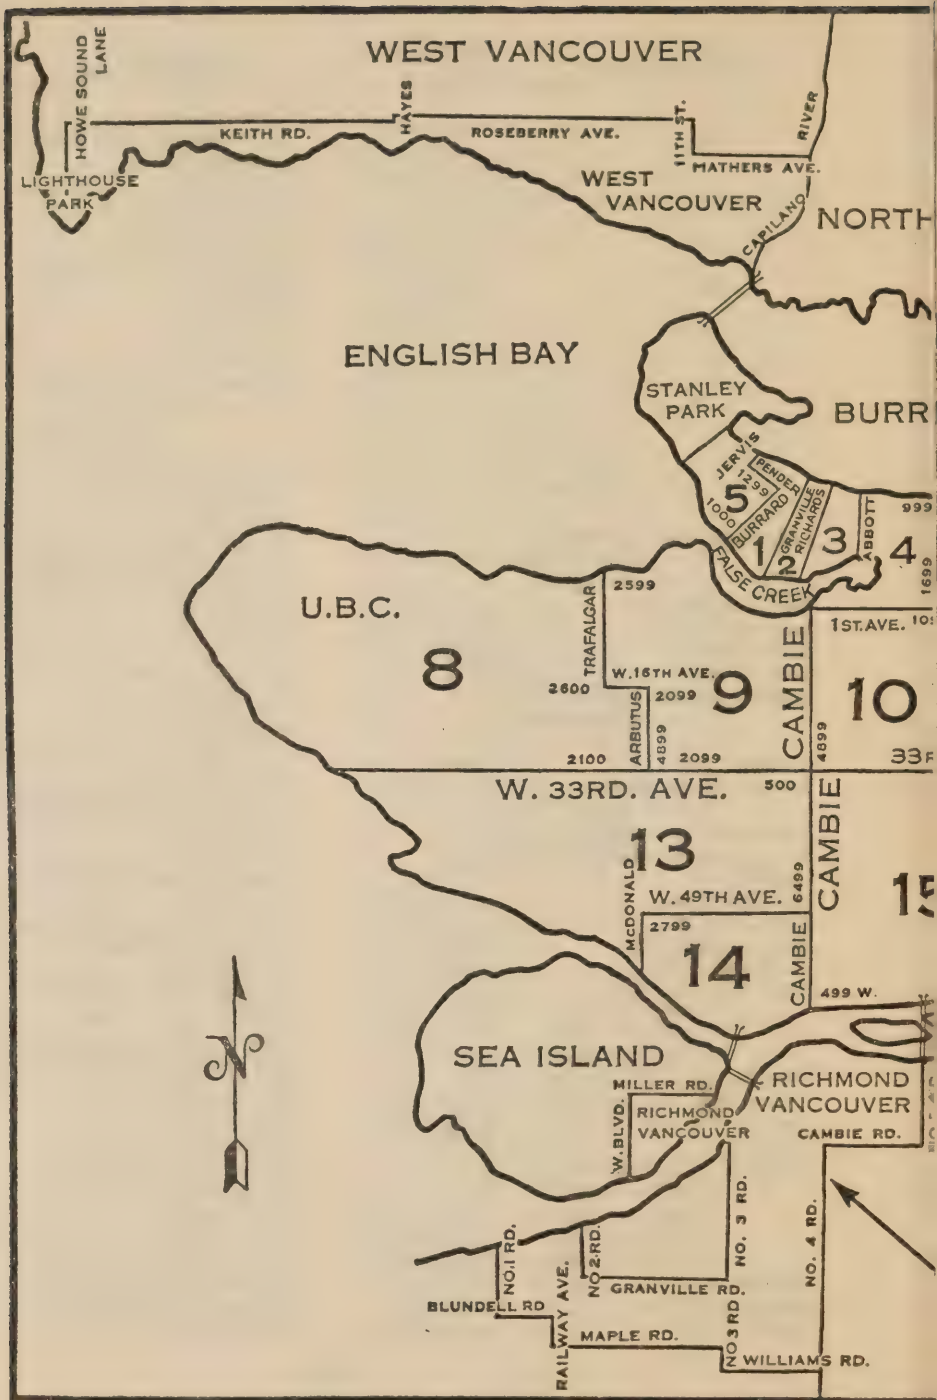 WEST VANCOUVER
HOWE SOUND
LANE
KEITH RD.
HAYES
ROSEBERRY AVE.
11TH ST.
RIVER
MATHERS AVE.
LIGHTHOUSE
PARK
WEST
VANCOUVER
CAPILANO
NORTH
ENGLISH BAY
STANLEY
PARK
BURR
JERVIS
PENDER
1299
5
1000
BURRARD
GRANVILLE
RICHARDS
1
2
3
ABBOTT
4
999
1699
FALSE CREEK
U.B.C.
8
TRAFALGAR
2599
1ST. AVE.
W. 16TH AVE.
2600
2099
9
CAMBIE
10
ARBUTUS
4899
2100
2099
4899
33
W. 33RD. AVE.
500
CAMBIE
13
6499
15
McDONALD
W. 49TH AVE.
2799
14
CAMBIE
499 W.
N
SEA ISLAND
MILLER RD.
RICHMOND
VANCOUVER
W. BLVD.
RICHMOND
VANCOUVER
CAMBIE RD.
NO. 3 RD.
NO. 4 RD.
NO. 1 RD.
NO 2 RD.
GRANVILLE RD.
BLUNDELL RD
RAILWAY AVE.
MAPLE RD.
NO 3 RD
WILLIAMS RD.